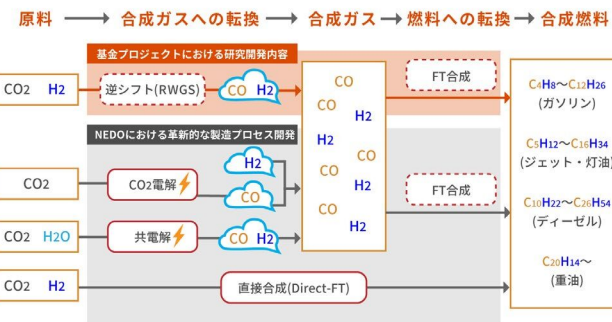 原料 → 合成ガスへの転換 → 合成ガス → 燃料への転換 → 合成燃料
基金プロジェクトにおける研究開発内容
CO2 H2
逆シフト(RWGS)
CO H2
FT合成
NEDOにおける革新的な製造プロセス開発
CO2
CO2電解
H2
CO
CO2 H2O
共電解
CO H2
CO2 H2
直接合成(Direct-FT)
CO
CO
H2
H2
CO
CO
H2
CO
H2
FT合成
C4H8～C12H26
(ガソリン)
C5H12～C16H34
(ジェット・灯油)
C10H22～C26H54
(ディーゼル)
C20H14～
(重油)